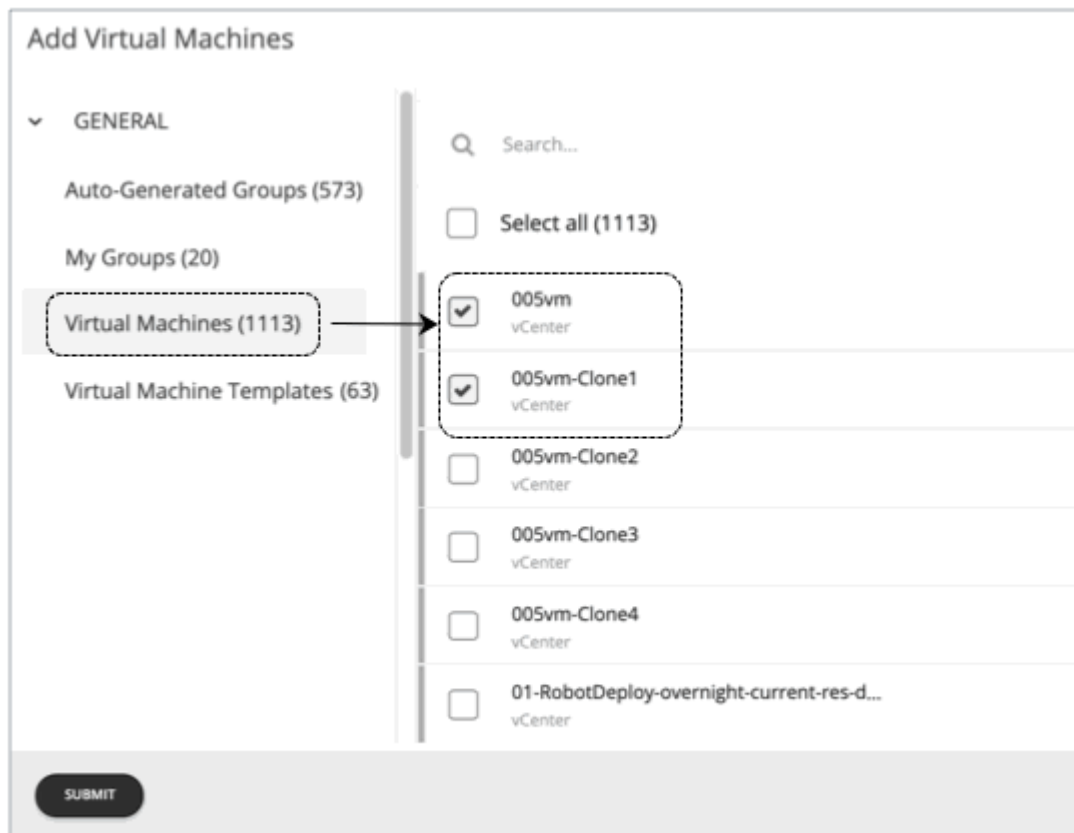 Add Virtual Machines
GENERAL
Auto-Generated Groups (573)
My Groups (20)
Virtual Machines (1113)
Virtual Machine Templates (63)
Search...
Select all (1113)
005vm
vCenter
005vm-Clone1
vCenter
005vm-Clone2
vCenter
005vm-Clone3
vCenter
005vm-Clone4
vCenter
01-RobotDeploy-overnight-current-res-d...
vCenter
SUBMIT